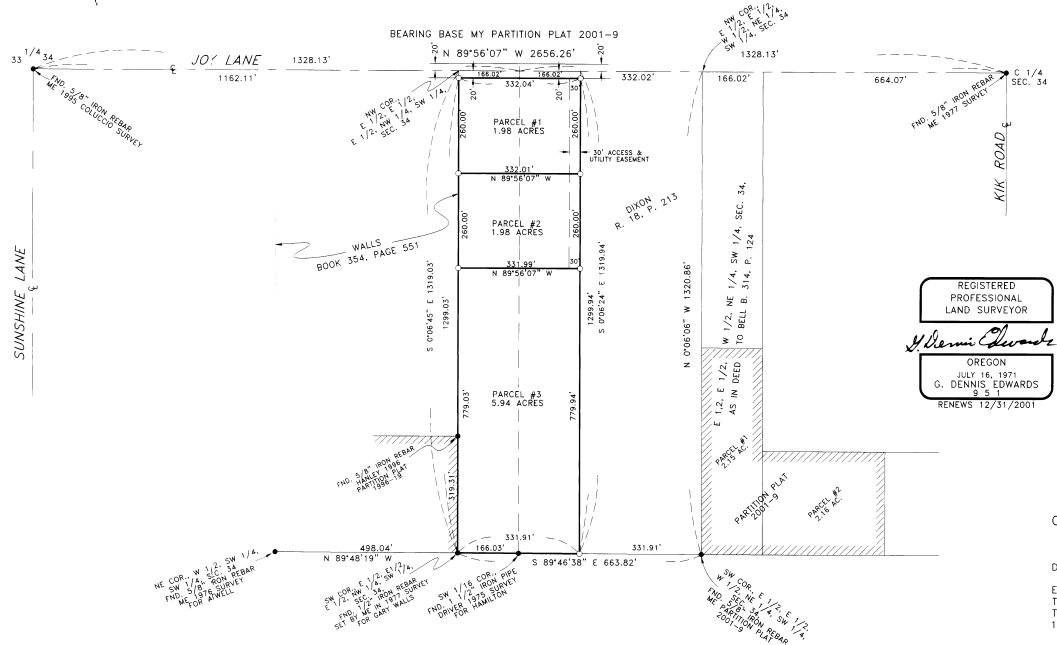 BEARING BASE MY PARTITION PLAT 2001-9
N 89°56'07" W 2656.26'
NW COR.,
E 1/2, E 1/2,
W 1/2, NE 1/4,
SW 1/4, SEC. 34
1/4
33
34
JOY LANE
1328.13'
1162.11'
20'
20'
166.02'
166.02'
332.04'
332.02'
1328.13'
166.02'
664.07'
C 1/4
SEC. 34
FND. 5/8" IRON REBAR
ME 1995 COLUCCIO SURVEY
NW COR.,
E 1/2, E 1/2,
E 1/2, NW 1/4, SW 1/4,
SEC. 34
20'
20'
30'
FND. 5/8" IRON REBAR
ME 1977 SURVEY
KIK ROAD
SUNSHINE LANE
PARCEL #1
1.98 ACRES
260.00'
260.00'
30' ACCESS &
UTILITY EASEMENT
332.01'
N 89°56'07" W
DIXON
R. 18, P. 213
PARCEL #2
1.98 ACRES
260.00'
260.00'
WALLS
BOOK 354, PAGE 551
331.99'
N 89°56'07" W
30'
S 0°06'45" E 1319.03'
1299.03'
S 0°06'24" E 1319.94'
1299.94'
N 0°06'06" W 1320.86'
E 1.2, E 1/2, W 1/2, NE 1/4, SW 1/4, SEC. 34,
AS IN DEED TO BELL B. 314, P. 124
REGISTERED
PROFESSIONAL
LAND SURVEYOR
G. Dennis Edwards
OREGON
JULY 16, 1971
G. DENNIS EDWARDS
9 5 1
RENEWS 12/31/2001
PARCEL #3
5.94 ACRES
779.03'
779.94'
FND. 5/8" IRON REBAR
HANLEY 1996
PARTITION PLAT
1996-19
319.31'
PARCEL #1
2.15 AC.
PARTITION PLAT
2001-9
PARCEL #2
2.16 AC.
498.04'
N 89°48'19" W
331.91'
166.03'
331.91'
S 89°46'38" E 663.82'
NE COR., W 1/2, SW 1/4,
SW 1/4, SEC. 34
FND. 5/8" IRON REBAR
ME 1976 SURVEY
FOR ATWELL
SW COR., E 1/2, E1/2,
E 1/2, NW 1/4, SW 1/4,
SEC. 34
FND. 1/2" IRON REBAR
SET BY ME IN 1977 SURVEY
FOR GARY WALLS
SW 1/16 COR.,
FND. 1 1/2" IRON PIPE
DRIVER 1975 SURVEY
FOR HAMILTON
SW COR., E 1/2, E 1/2,
W 1/2, NE 1/4, SW 1/4,
SEC. 34,
FND. 5/8" IRON REBAR
ME PARTITION PLAT
2001-9